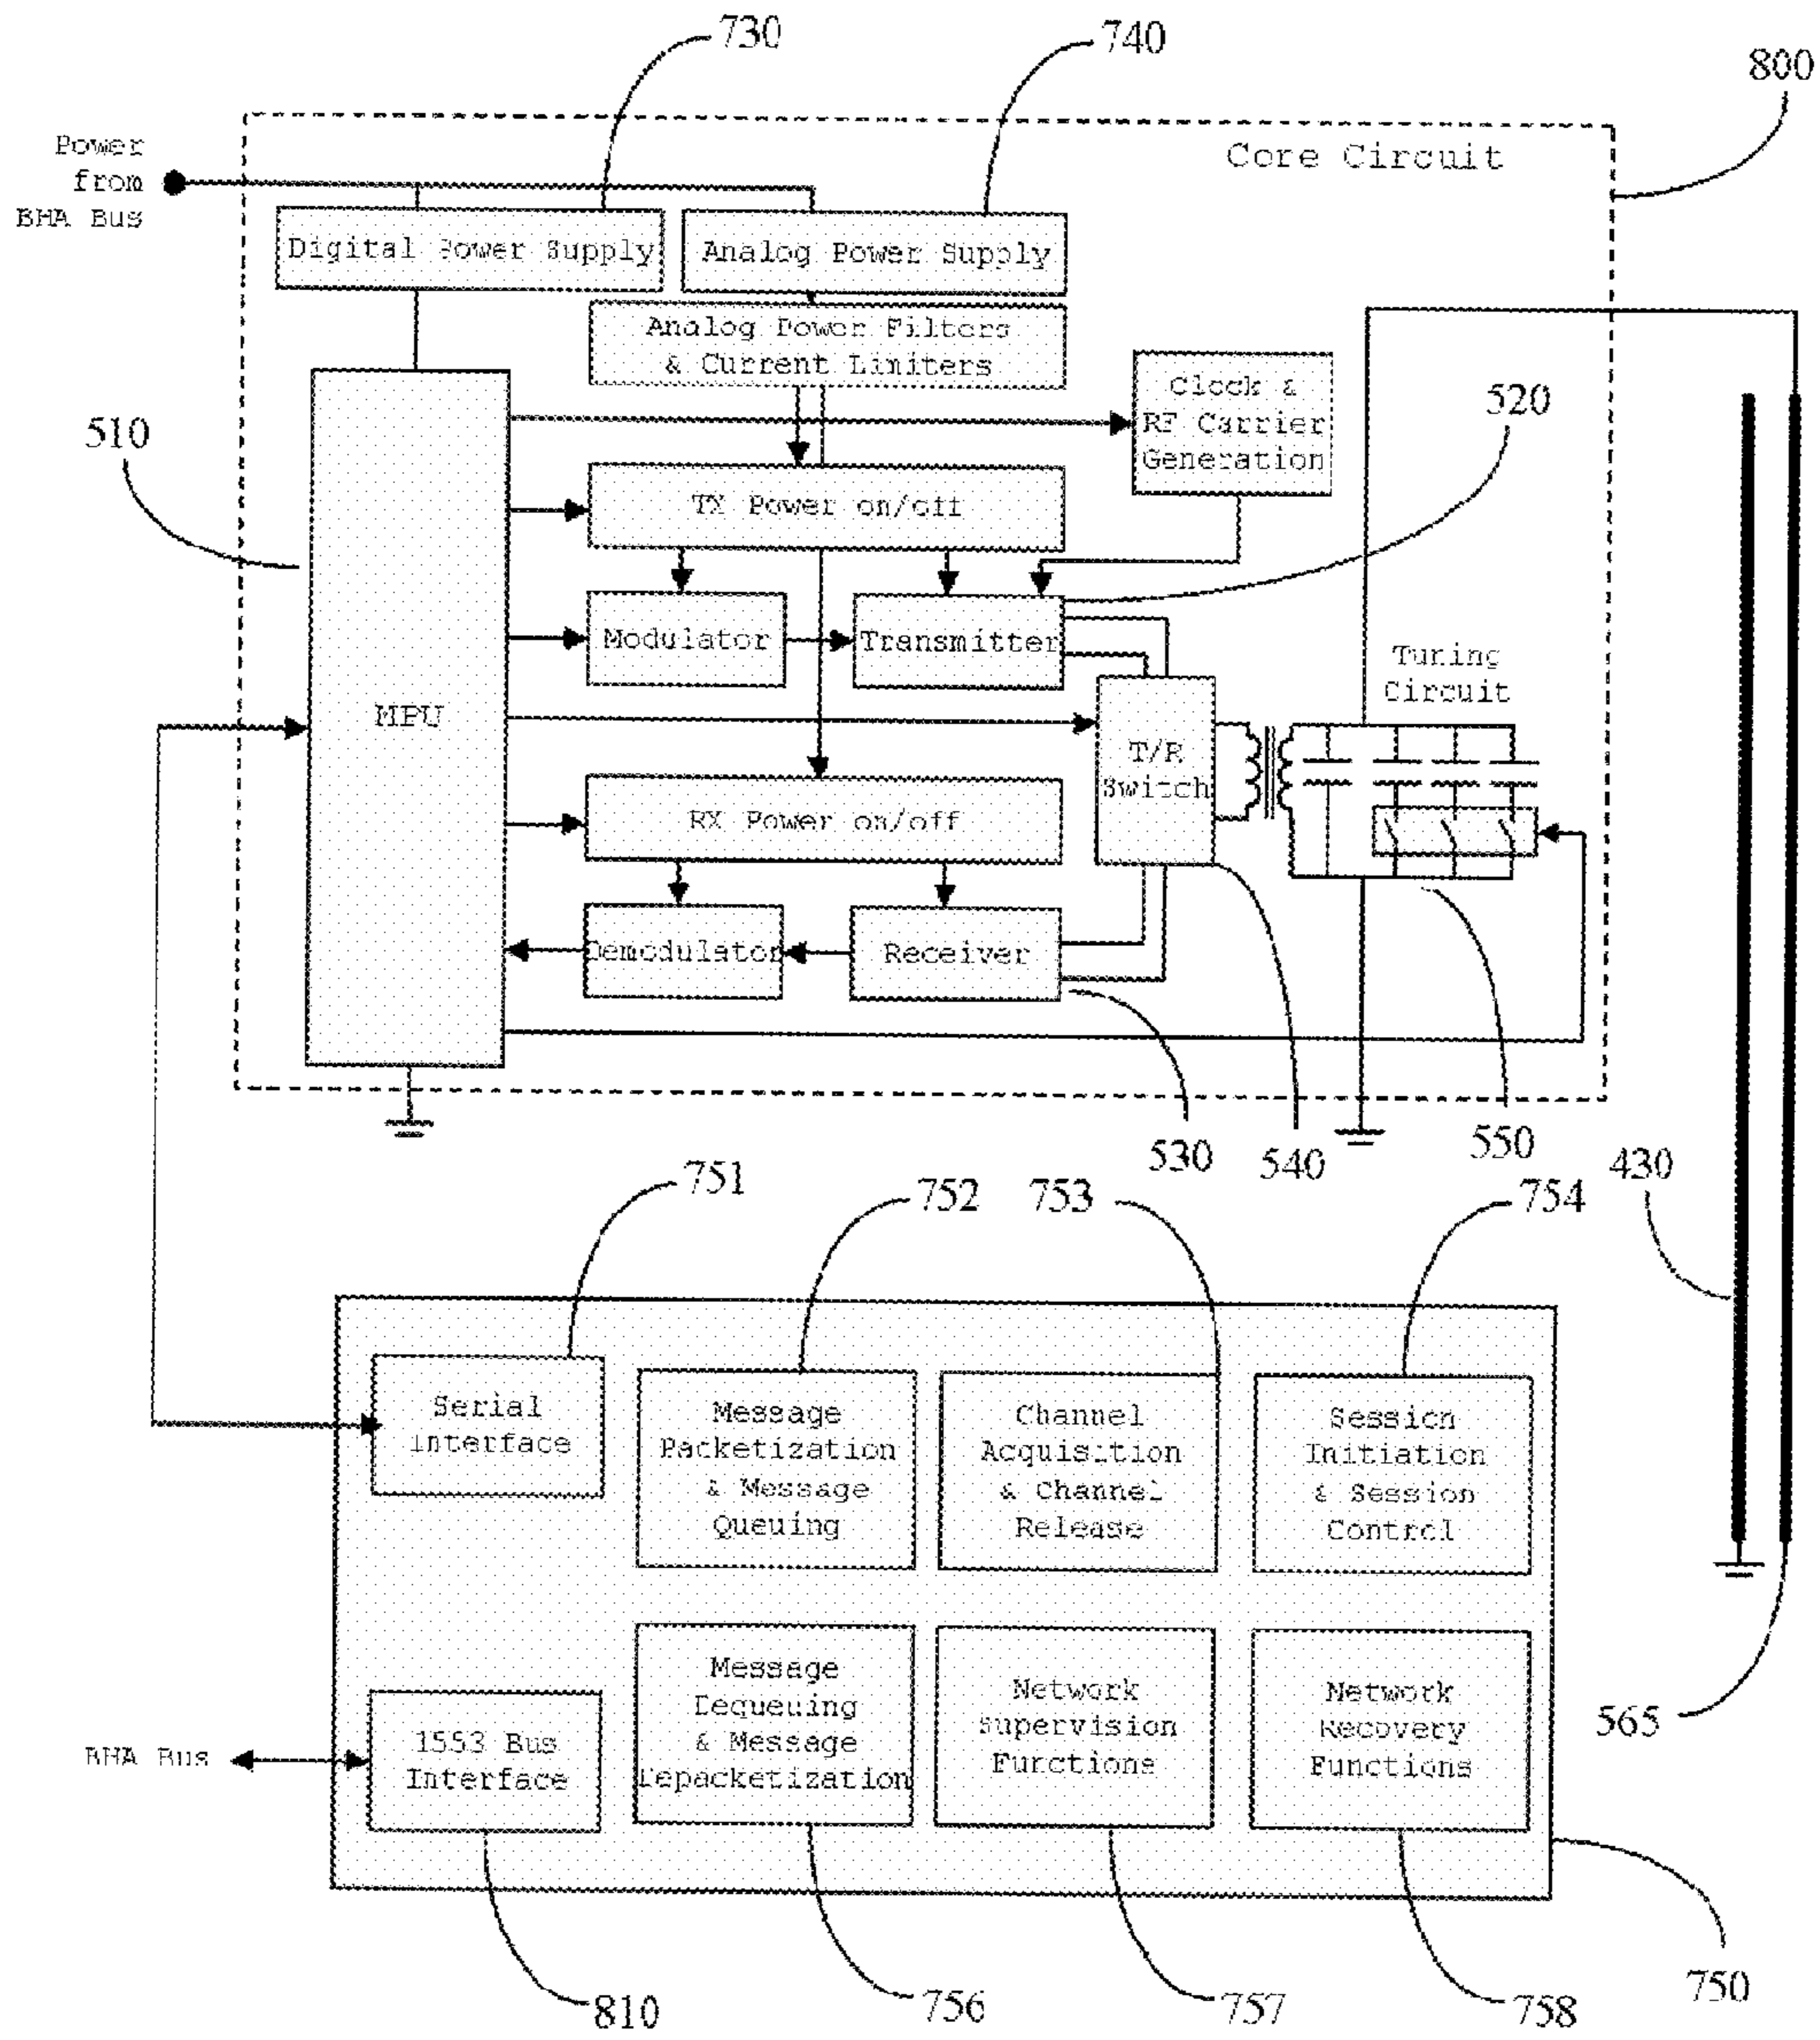 730
740
800
Power
from
BHA Bus
Core Circuit
Digital Power Supply
Analog Power Supply
Analog Power Filters
& Current Limiters
Clock &
RF Carrier
Generation
520
510
TX Power on/off
Modulator
Transmitter
Tuning
Circuit
MPU
T/R
Switch
RX Power on/off
Demodulator
Receiver
530
540
550
430
751
752
753
754
Serial
Interface
Message
Packetization
& Message
Queuing
Channel
Acquisition
& Channel
Release
Session
Initiation
& Session
Control
BHA Bus
1553 Bus
Interface
Message
Dequeuing
& Message
Depacketization
Network
Supervision
Functions
Network
Recovery
Functions
565
750
810
756
757
758